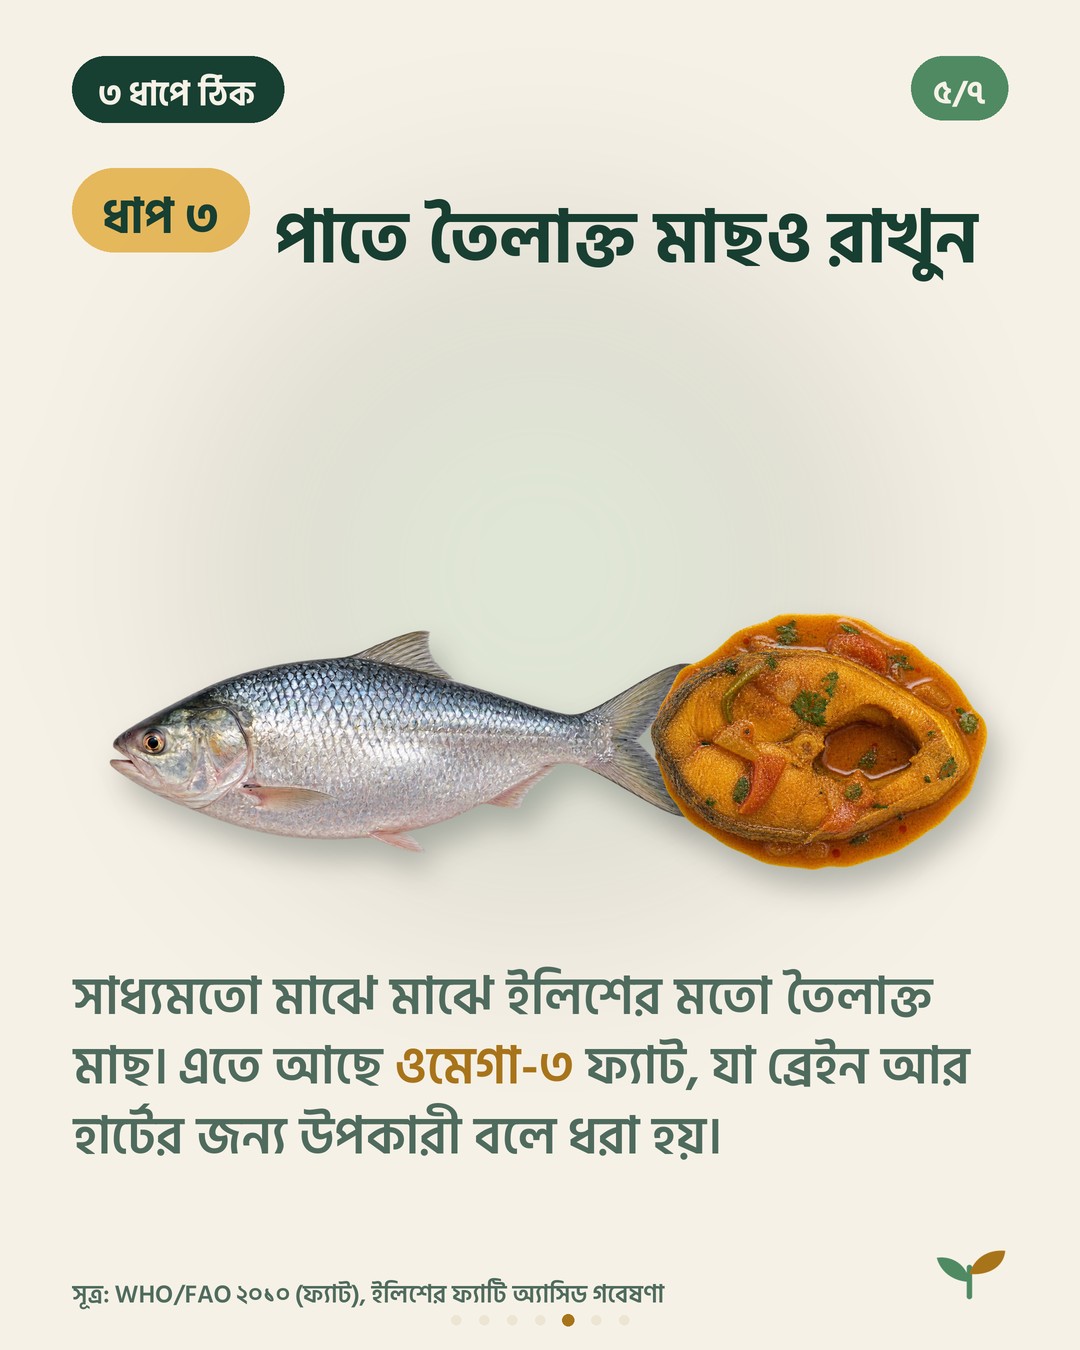 ৩ ধাপে ঠিক
৫/৭
ধাপ ৩
পাতে তৈলাক্ত মাছও রাখুন
সাধ্যমতো মাঝে মাঝে ইলিশের মতো তৈলাক্ত
মাছ। এতে আছে ওমেগা-৩ ফ্যাট, যা ব্রেইন আর
হার্টের জন্য উপকারী বলে ধরা হয়।
সূত্র: WHO/FAO ২০১০ (ফ্যাট), ইলিশের ফ্যাটি অ্যাসিড গবেষণা